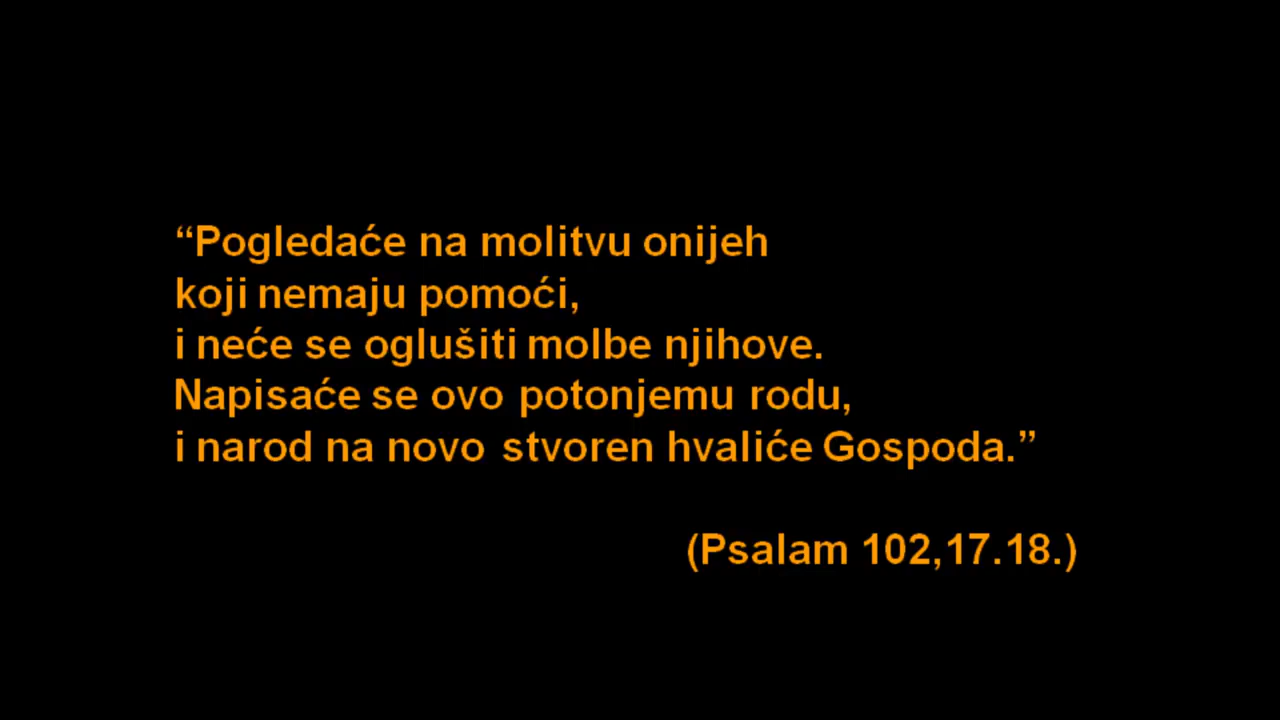 “Pogledaće na molitvu onijeh
koji nemaju pomoći,
i neće se oglušiti molbe njihove.
Napisaće se ovo potonjemu rodu,
i narod na novo stvoren hvaliće Gospoda.”
(Psalam 102,17.18.)